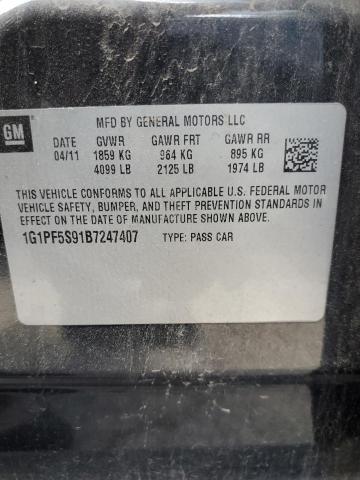 GM
MFD BY GENERAL MOTORS LLC
DATE GVWR GAWR FRT GAWR RR
04/11 1859 KG 964 KG 895 KG
4099 LB 2125 LB 1974 LB
THIS VEHICLE CONFORMS TO ALL APPLICABLE U.S. FEDERAL MOTOR
VEHICLE SAFETY, BUMPER, AND THEFT PREVENTION STANDARDS IN
EFFECT ON THE DATE OF MANUFACTURE SHOWN ABOVE.
1G1PF5S91B7247407 TYPE: PASS CAR